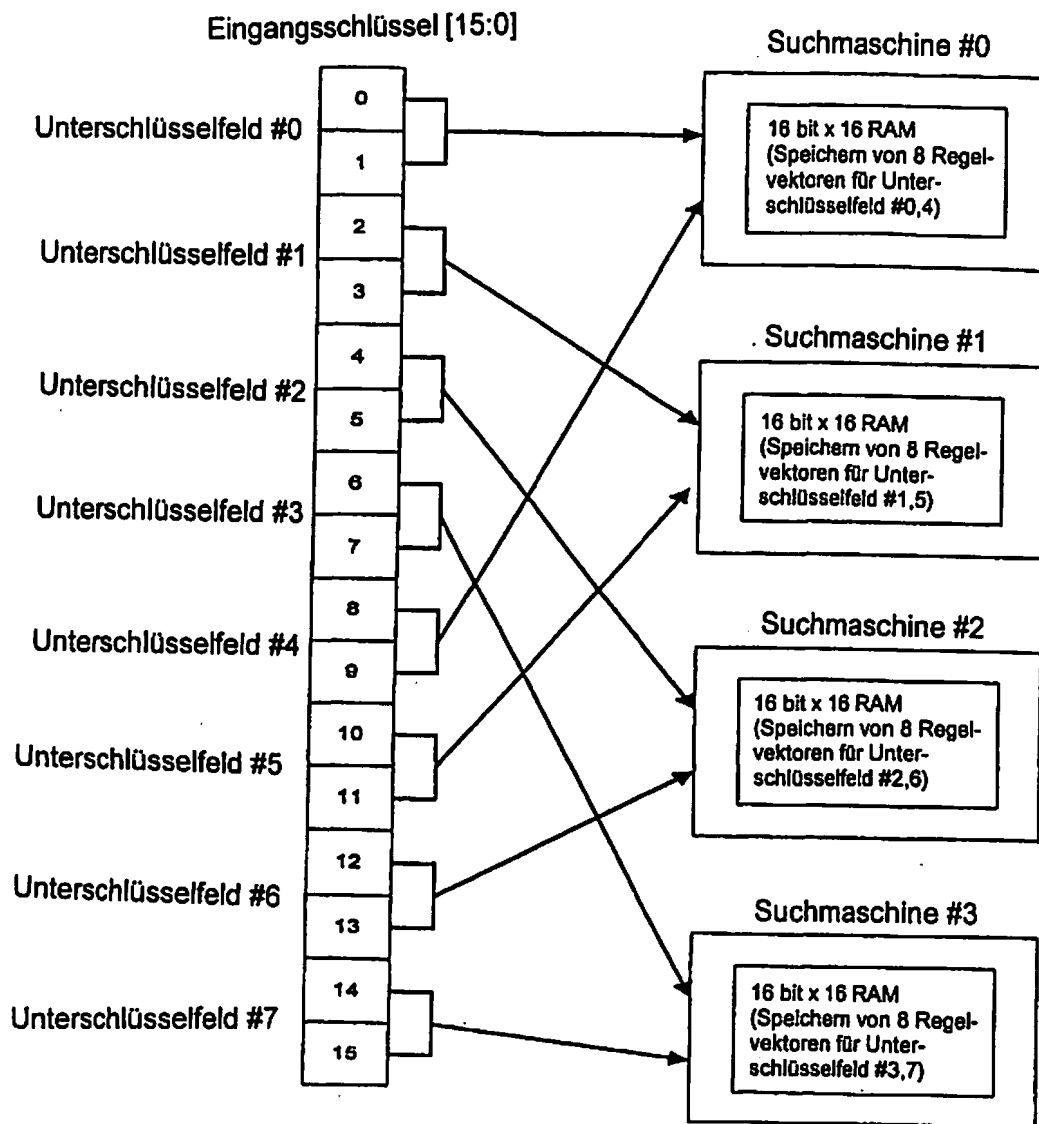 Eingangsschlüssel [15:0]
Unterschlüsselfeld #0
Unterschlüsselfeld #1
Unterschlüsselfeld #2
Unterschlüsselfeld #3
Unterschlüsselfeld #4
Unterschlüsselfeld #5
Unterschlüsselfeld #6
Unterschlüsselfeld #7
0
1
2
3
4
5
6
7
8
9
10
11
12
13
14
15
Suchmaschine #0
16 bit x 16 RAM
(Speichern von 8 Regel-
vektoren für Unter-
schlüsselfeld #0,4)
Suchmaschine #1
16 bit x 16 RAM
(Speichern von 8 Regel-
vektoren für Unter-
schlüsselfeld #1,5)
Suchmaschine #2
16 bit x 16 RAM
(Speichern von 8 Regel-
vektoren für Unter-
schlüsselfeld #2,6)
Suchmaschine #3
16 bit x 16 RAM
(Speichern von 8 Regel-
vektoren für Unter-
schlüsselfeld #3,7)